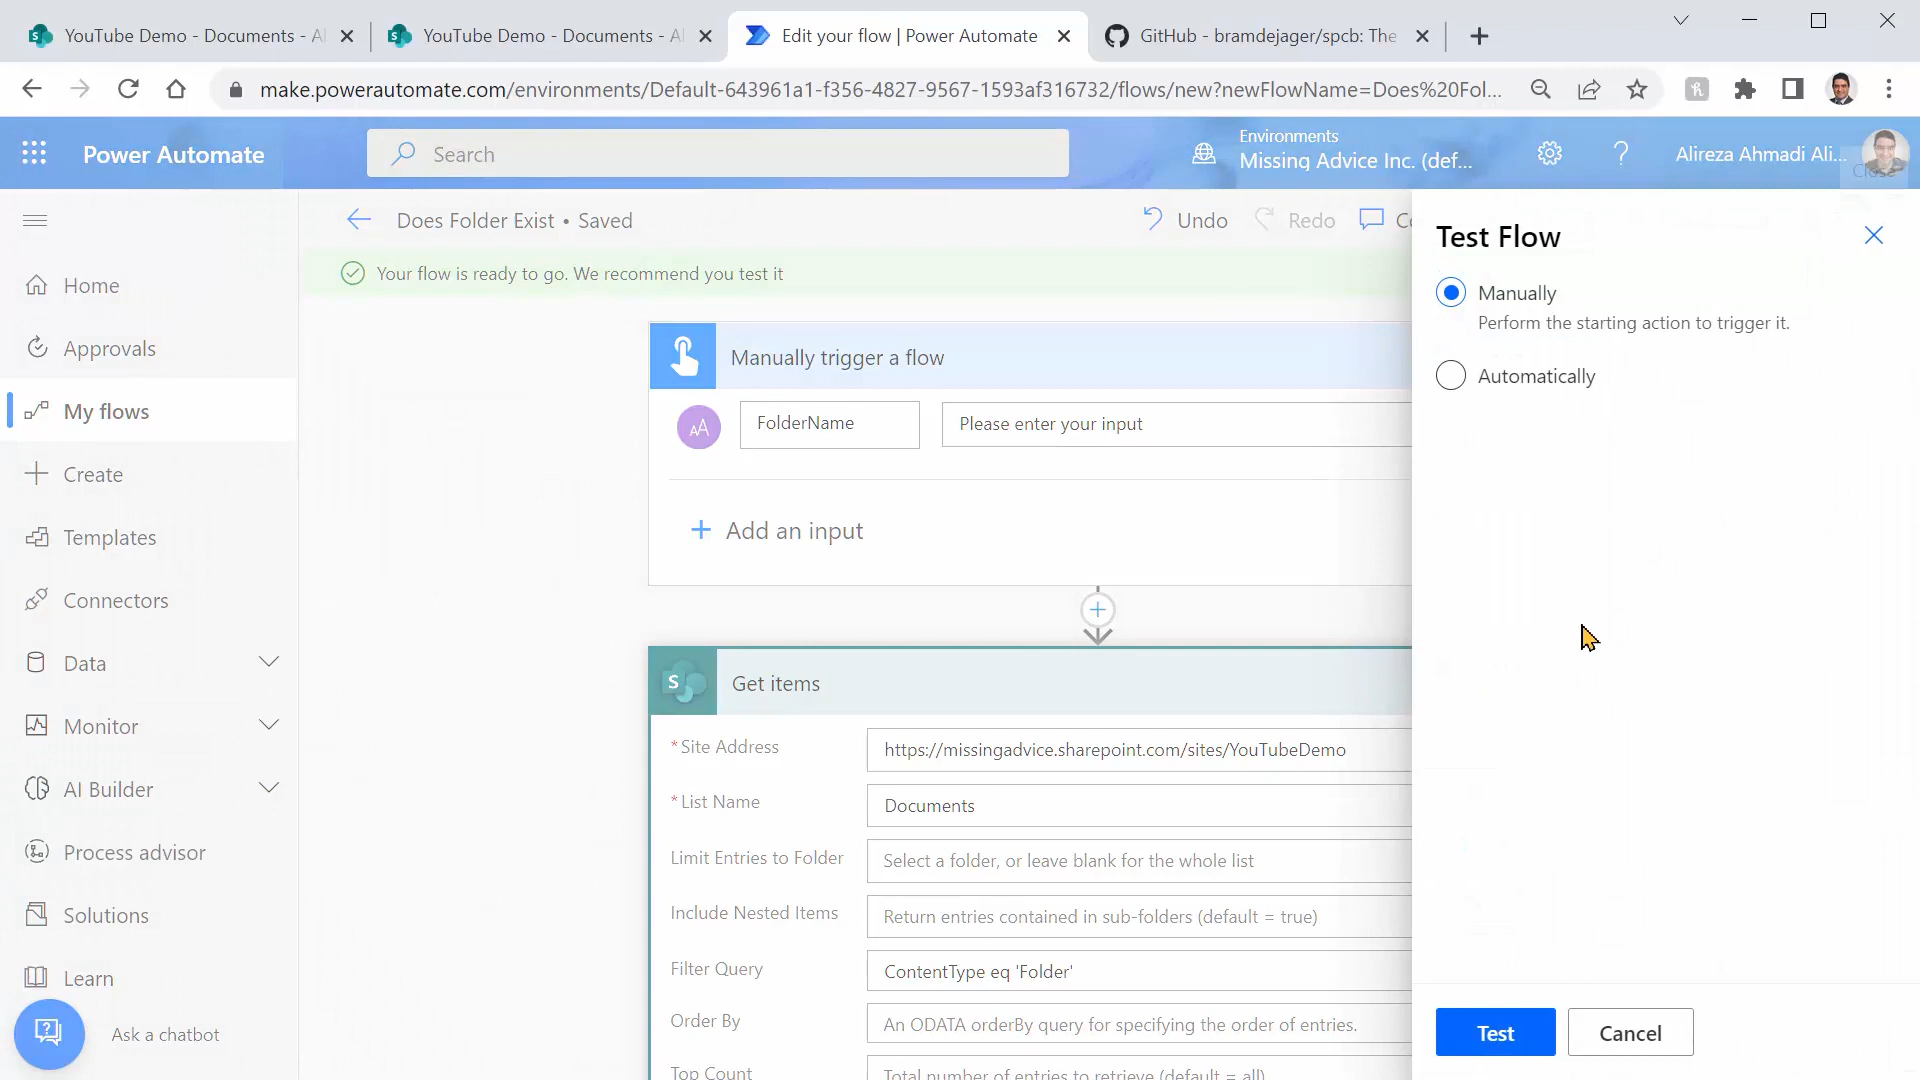 YouTube Demo - Documents - Al
YouTube Demo - Documents - Al
Edit your flow | Power Automate
GitHub - bramdejager/spcb: The
make.powerautomate.com/environments/Default-643961a1-f356-4827-9567-1593af316732/flows/new?newFlowName=Does%20Fol...
Power Automate
Search
Environments
Missing Advice Inc. (def...
Alireza Ahmadi Ali...
Close
Does Folder Exist • Saved
Undo
Redo
Co
Your flow is ready to go. We recommend you test it
Home
Approvals
My flows
Create
Templates
Connectors
Data
Monitor
AI Builder
Process advisor
Solutions
Learn
Ask a chatbot
Manually trigger a flow
FolderName
Please enter your input
Add an input
Get items
*Site Address
https://missingadvice.sharepoint.com/sites/YouTubeDemo
*List Name
Documents
Limit Entries to Folder
Select a folder, or leave blank for the whole list
Include Nested Items
Return entries contained in sub-folders (default = true)
Filter Query
ContentType eq 'Folder'
Order By
An ODATA orderBy query for specifying the order of entries.
Top Count
Total number of entries to retrieve (default = all).
Test Flow
Manually
Perform the starting action to trigger it.
Automatically
Test
Cancel